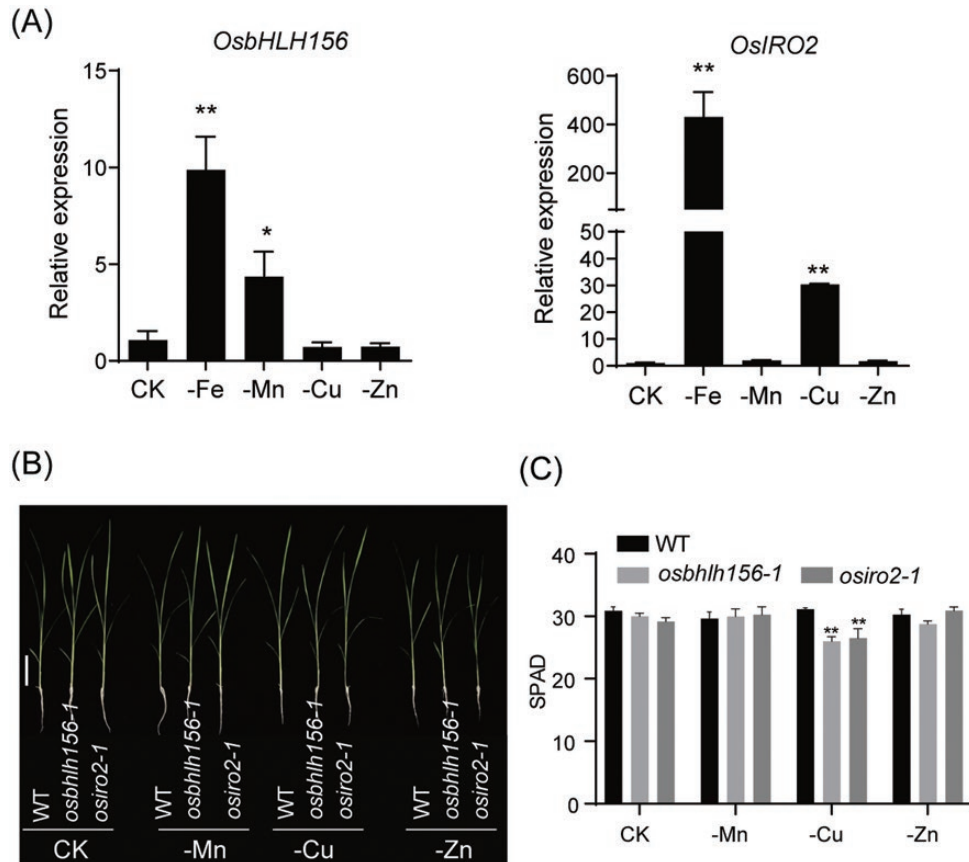 (A)
OsbHLH156
Relative expression
15
10
5
0
**
*
CK -Fe -Mn -Cu -Zn
OsIRO2
Relative expression
600
400
200
50
40
30
20
10
0
**
**
CK -Fe -Mn -Cu -Zn
(B)
WT osbhlh156-1 osiro2-1 WT osbhlh156-1 osiro2-1 WT osbhlh156-1 osiro2-1 WT osbhlh156-1 osiro2-1
CK -Mn -Cu -Zn
(C)
WT
osbhlh156-1 osiro2-1
SPAD
40
30
20
10
0
** **
CK -Mn -Cu -Zn